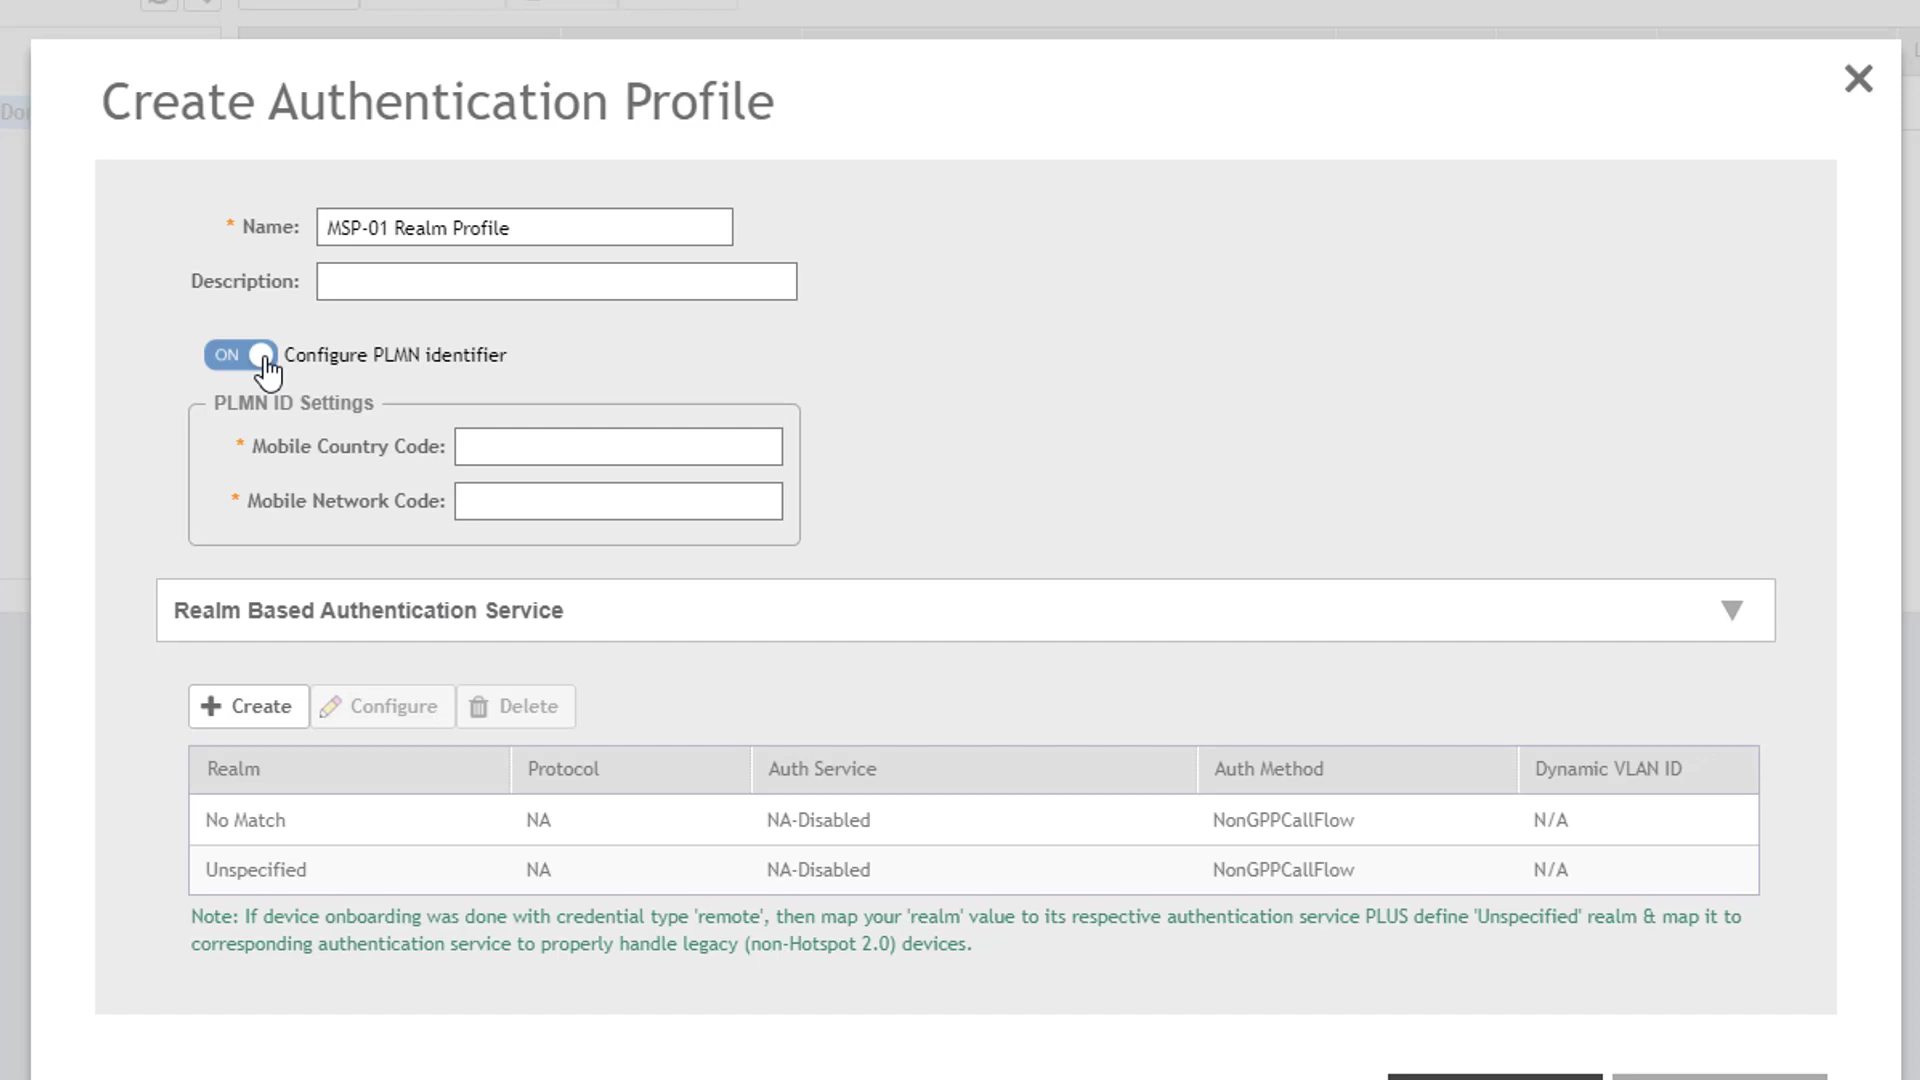 Create Authentication Profile
* Name: MSP-01 Realm Profile
Description:
ON Configure PLMN identifier
PLMN ID Settings
* Mobile Country Code:
* Mobile Network Code:
Realm Based Authentication Service
Create Configure Delete
Realm Protocol Auth Service Auth Method Dynamic VLAN ID
No Match NA NA-Disabled NonGPPCallFlow N/A
Unspecified NA NA-Disabled NonGPPCallFlow N/A
Note: If device onboarding was done with credential type 'remote', then map your 'realm' value to its respective authentication service PLUS define 'Unspecified' realm & map it to
corresponding authentication service to properly handle legacy (non-Hotspot 2.0) devices.